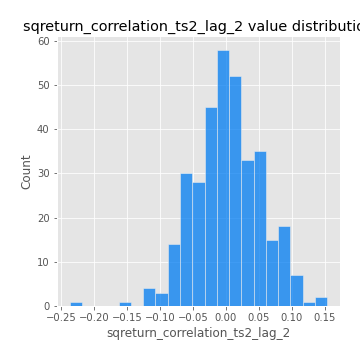 sqreturn_correlation_ts2_lag_2 value distributio
60
50
40
30
20
10
0
Count
−0.25 −0.20 −0.15 −0.10 −0.05 0.00 0.05 0.10 0.15
sqreturn_correlation_ts2_lag_2